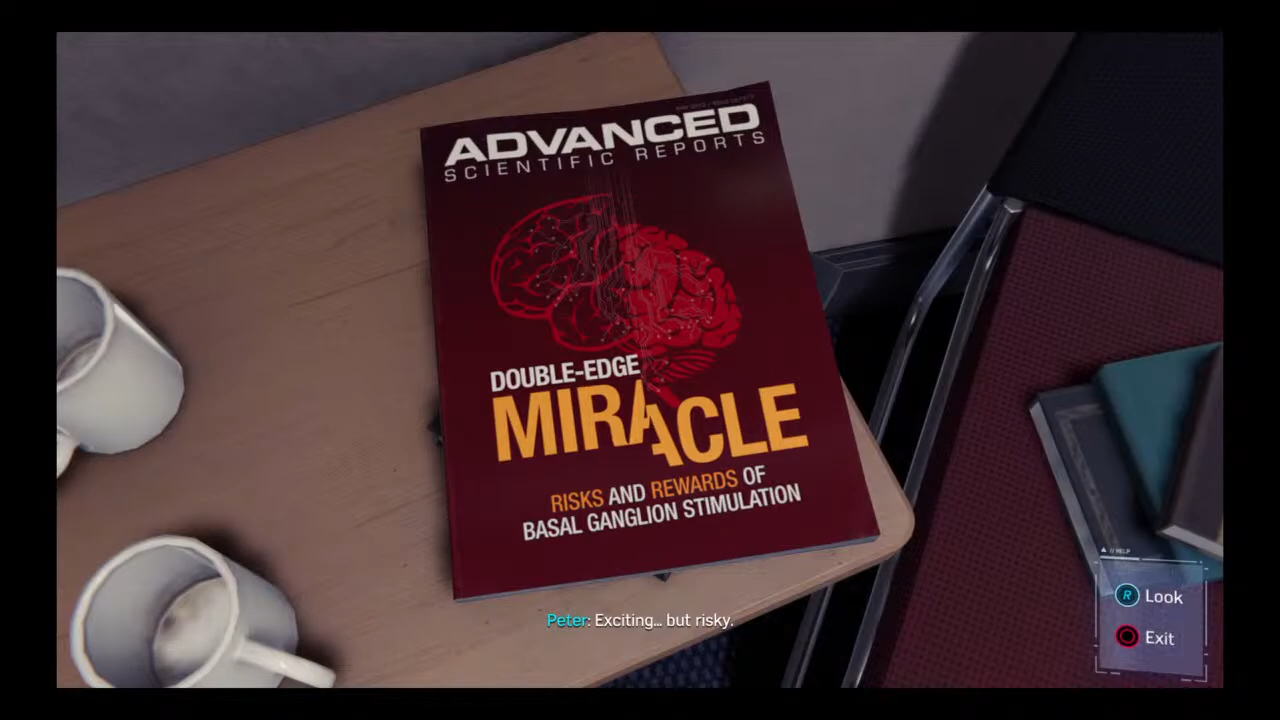 ADVANCED
SCIENTIFIC REPORTS
DOUBLE-EDGE
MIRACLE
RISKS AND REWARDS OF
BASAL GANGLION STIMULATION
// HELP
R Look
Exit
Peter: Exciting... but risky.